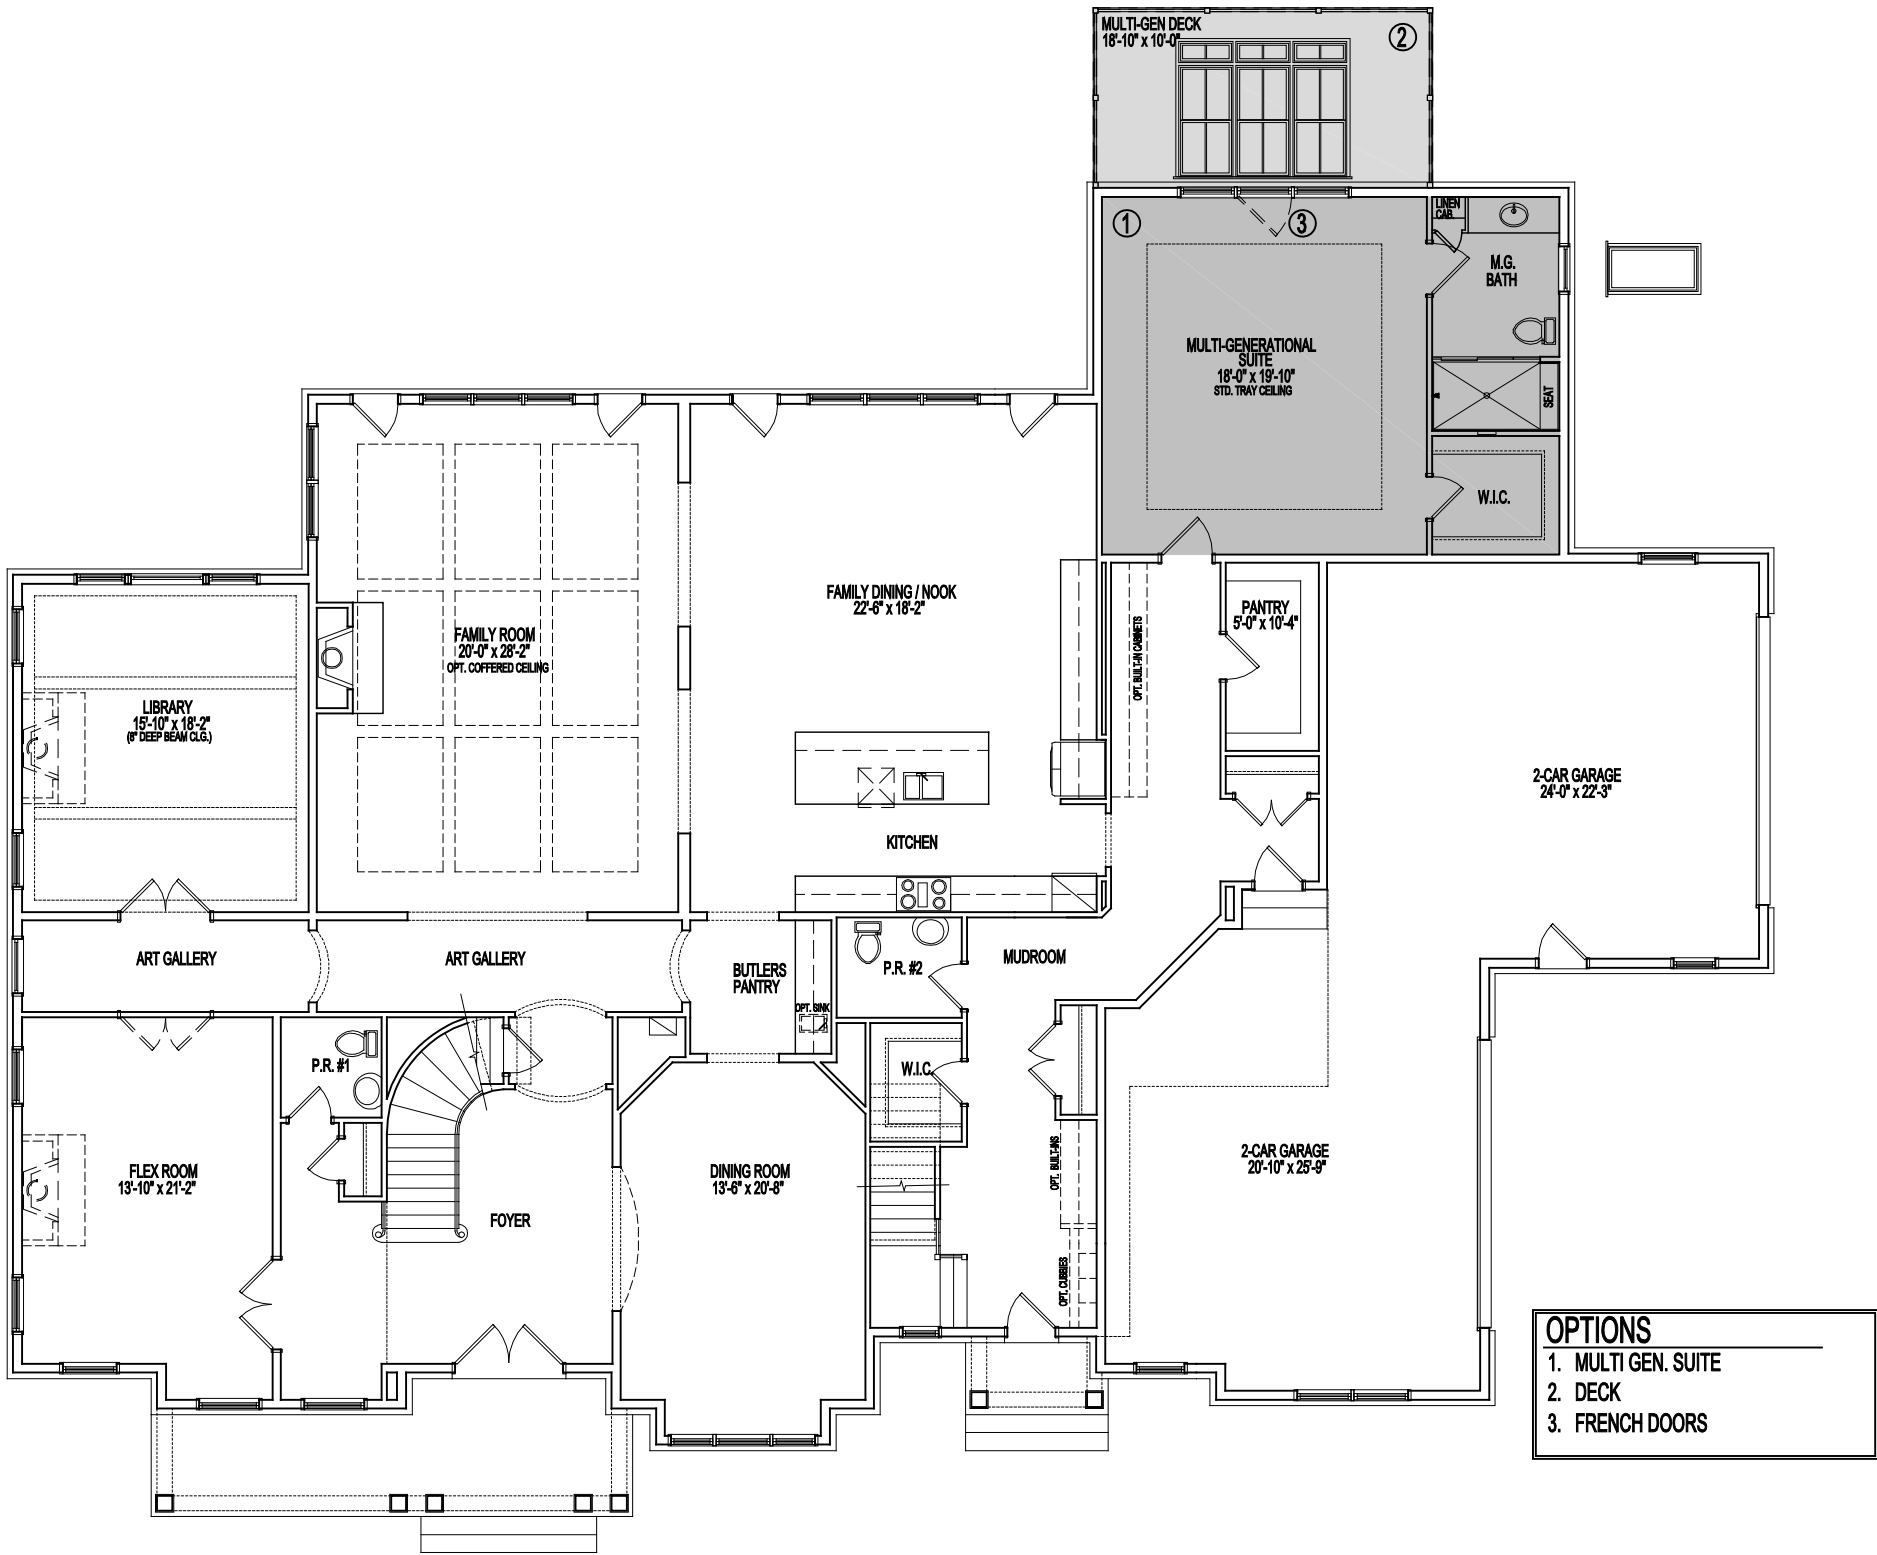 MULTI-GEN DECK
18'-10" x 10'-0"
2
1
3
LINEN
CAB.
M.G.
BATH
MULTI-GENERATIONAL
SUITE
18'-0" x 19'-10"
STD. TRAY CEILING
SEAT
W.I.C.
FAMILY DINING / NOOK
22'-6" x 18'-2"
PANTRY
5'-0" x 10'-4"
OPT. BUILT-IN CABINETS
FAMILY ROOM
20'-0" x 28'-2"
OPT. COFFERED CEILING
LIBRARY
15'-10" x 18'-2"
(8" DEEP BEAM CLG.)
2-CAR GARAGE
24'-0" x 22'-3"
KITCHEN
ART GALLERY
ART GALLERY
BUTLERS
PANTRY
OPT. SINK
P.R. #2
MUDROOM
P.R. #1
W.I.C.
FLEX ROOM
13'-10" x 21'-2"
FOYER
DINING ROOM
13'-6" x 20'-8"
OPT. BUILT-INS
OPT. CUBBIES
2-CAR GARAGE
20'-10" x 25'-9"
OPTIONS
1. MULTI GEN. SUITE
2. DECK
3. FRENCH DOORS